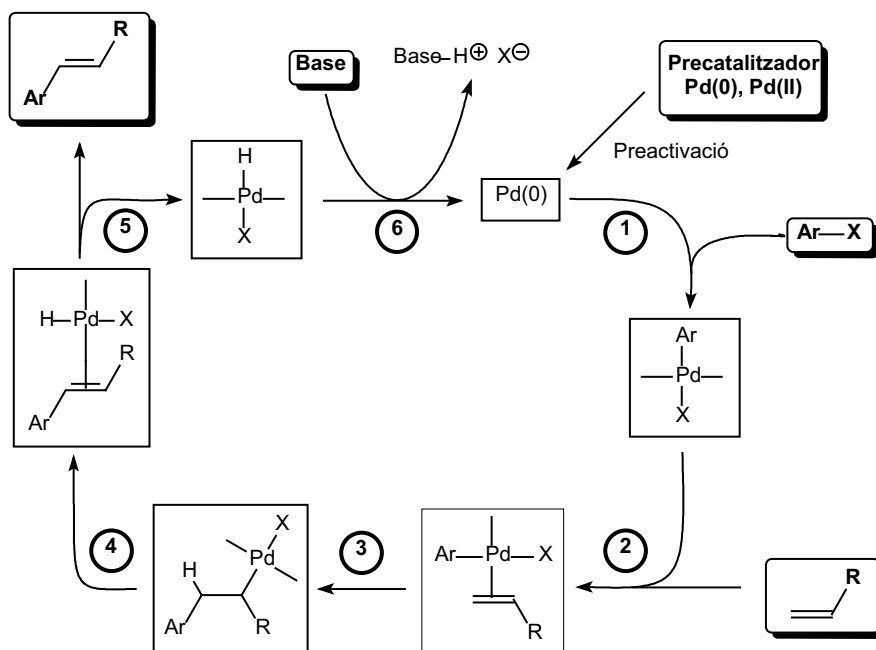 R
Ar
Base
Base–H⊕ X⊖
Precatalitzador
Pd(0), Pd(II)
Preactivació
H
Pd
X
5
6
Pd(0)
1
Ar—X
H Pd X
R
Ar
Ar
Pd
X
4
H
X
Pd
Ar
R
3
Ar Pd X
R
2
R